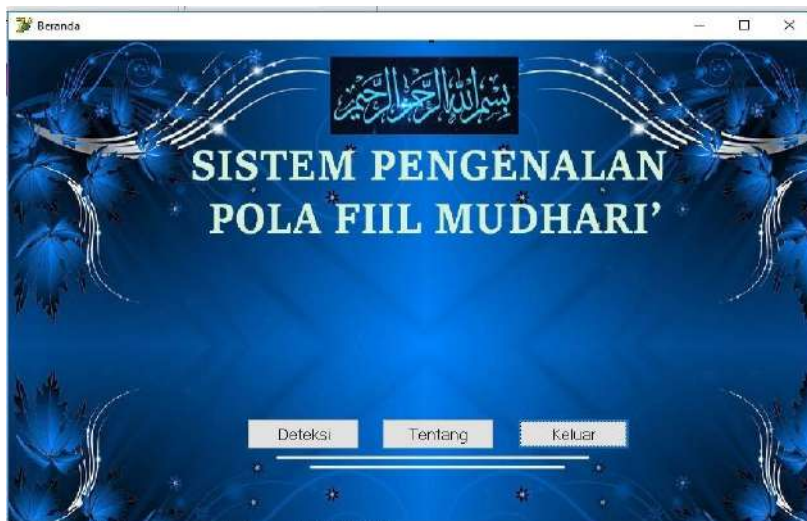 Beranda
بسم الله الرحمن الرحيم
SISTEM PENGENALAN
POLA FIIL MUDHARI’
Deteksi
Tentang
Keluar